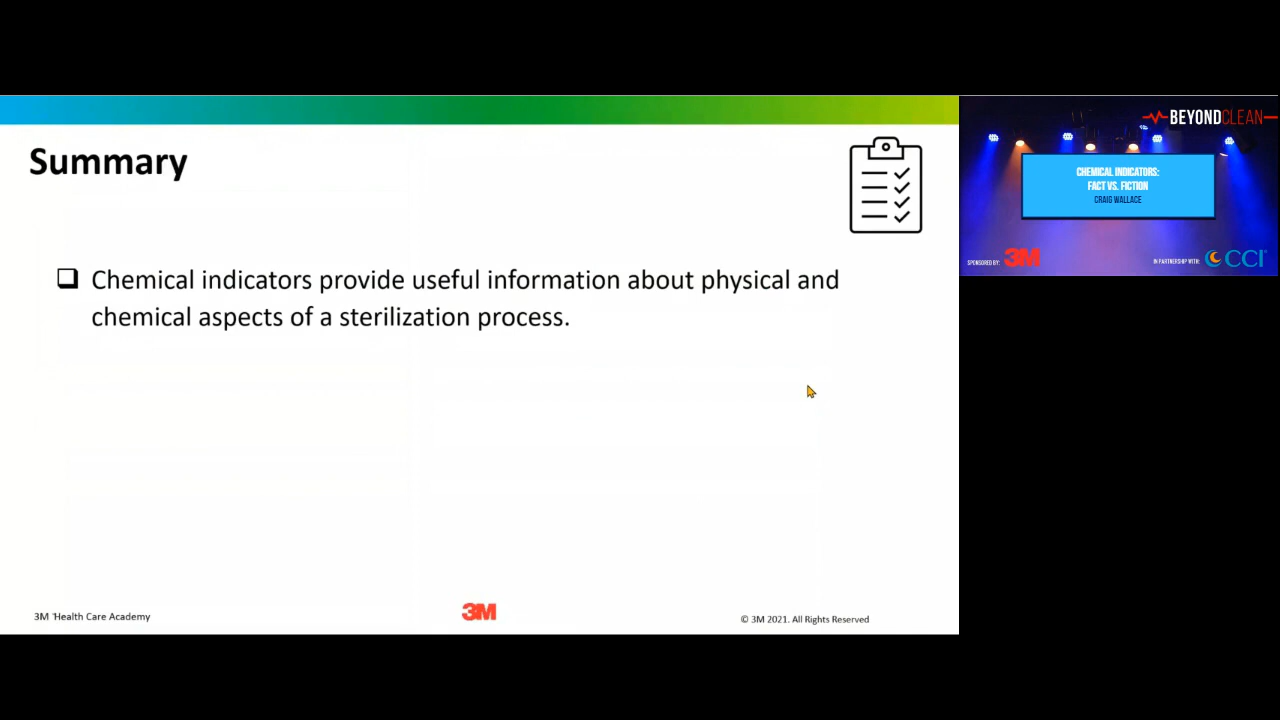 Summary
Chemical indicators provide useful information about physical and
chemical aspects of a sterilization process.
3M Health Care Academy
3M
© 3M 2021. All Rights Reserved
BEYONDCLEAN
CHEMICAL INDICATORS:
FACT VS. FICTION
CRAIG WALLACE
SPONSORED BY: 3M
IN PARTNERSHIP WITH: CCI